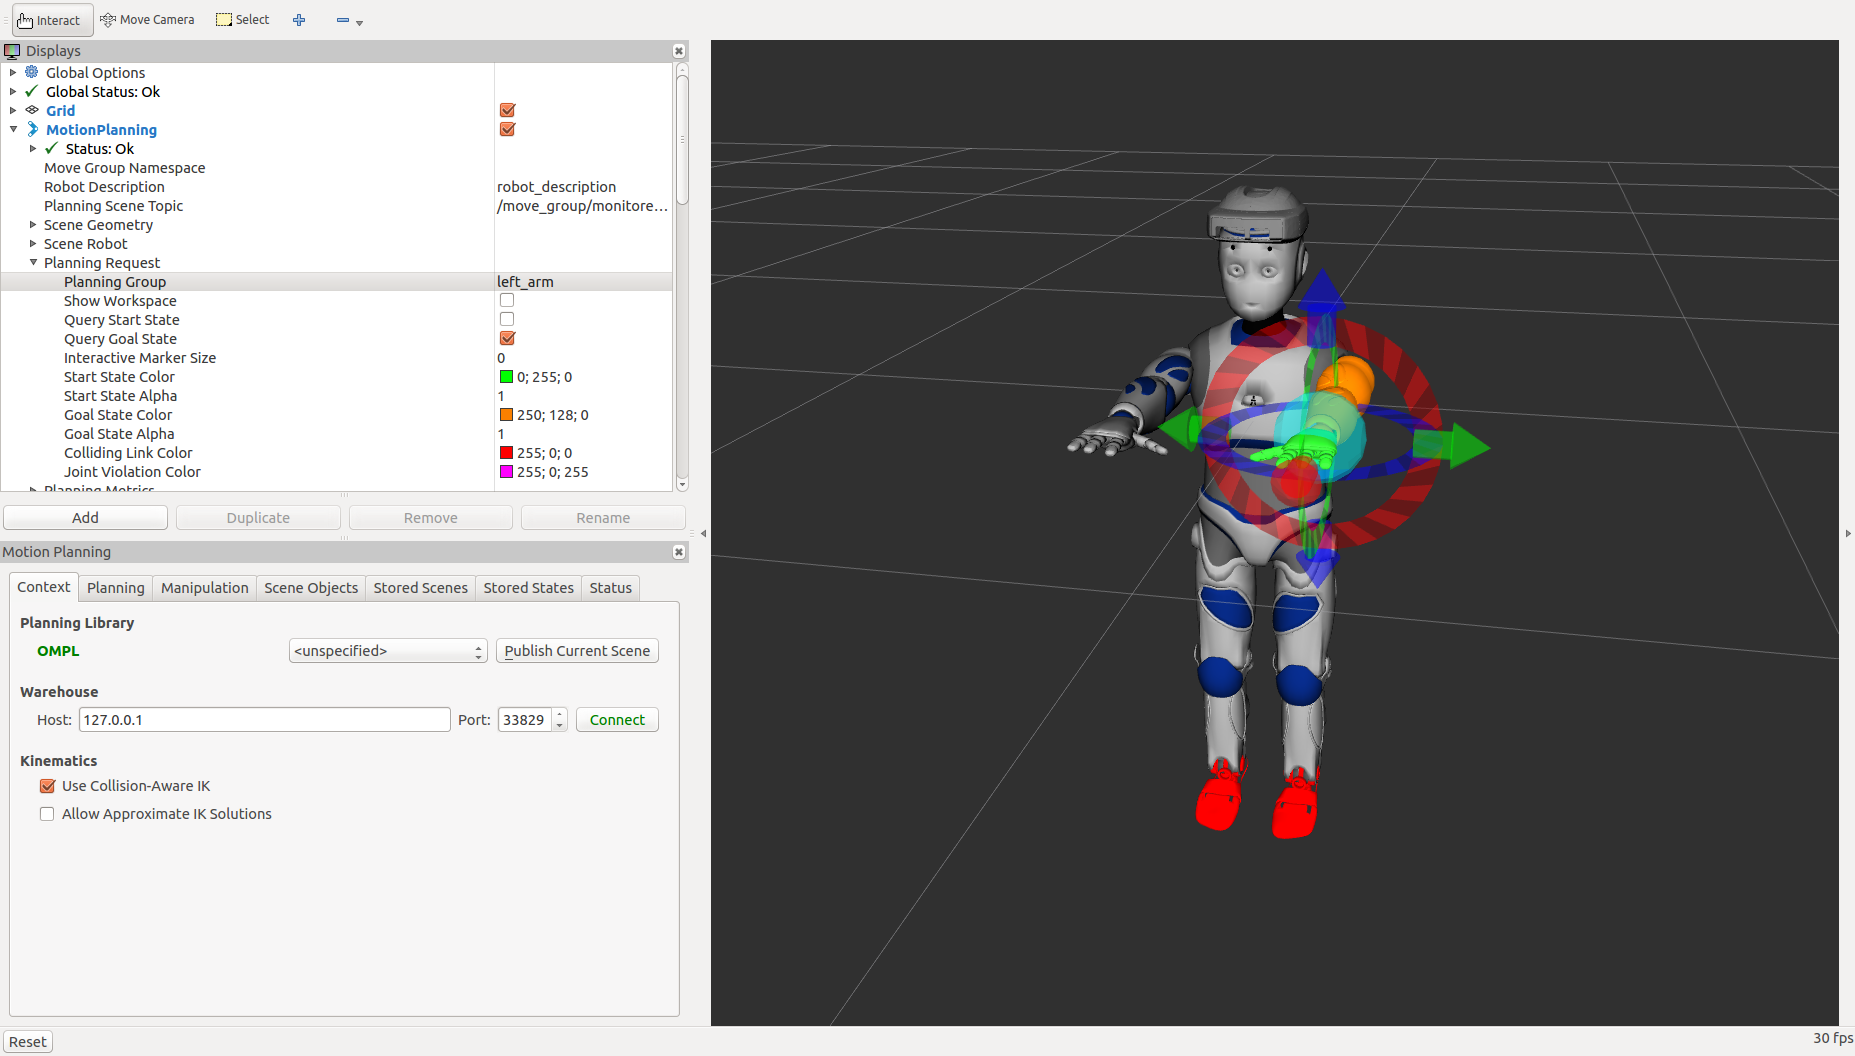 Interact Move Camera Select
Displays
Global Options
Global Status: Ok
Grid
MotionPlanning
Status: Ok
Move Group Namespace
Robot Description robot_description
Planning Scene Topic /move_group/monitore...
Scene Geometry
Scene Robot
Planning Request
Planning Group left_arm
Show Workspace
Query Start State
Query Goal State
Interactive Marker Size 0
Start State Color 0; 255; 0
Start State Alpha 1
Goal State Color 250; 128; 0
Goal State Alpha 1
Colliding Link Color 255; 0; 0
Joint Violation Color 255; 0; 255
Planning Metrics
Add Duplicate Remove Rename
Motion Planning
Context Planning Manipulation Scene Objects Stored Scenes Stored States Status
Planning Library
OMPL <unspecified> Publish Current Scene
Warehouse
Host: 127.0.0.1 Port: 33829 Connect
Kinematics
Use Collision-Aware IK
Allow Approximate IK Solutions
Reset 30 fps